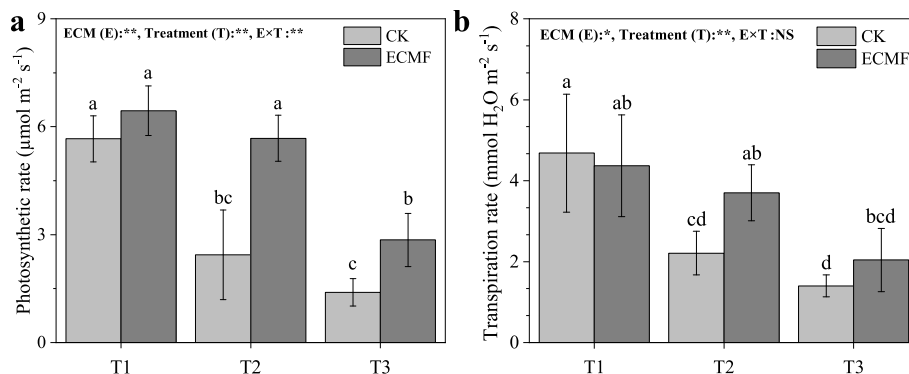 a
ECM (E):**, Treatment (T):**, E×T :**
CK
ECMF
Photosynthetic rate (μmol m⁻² s⁻¹)
9
6
3
0
a
a
bc
a
c
b
T1
T2
T3
b
ECM (E):*, Treatment (T):**, E×T :NS
CK
ECMF
Transpiration rate (mmol H₂O m⁻² s⁻¹)
8
6
4
2
0
a
ab
cd
ab
d
bcd
T1
T2
T3